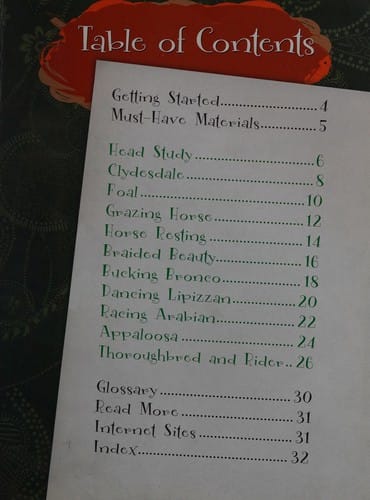 Table of Contents
Getting Started....................4
Must-Have Materials............5
Head Study.........................6
Clydesdale...........................8
Foal...................................10
Grazing Horse...................12
Horse Resting....................14
Braided Beauty..................16
Bucking Bronco.................18
Dancing Lipizzan..............20
Racing Arabian.................22
Appaloosa.........................24
Thoroughbred and Rider..26
Glossary............................30
Read More........................31
Internet Sites....................31
Index.................................32